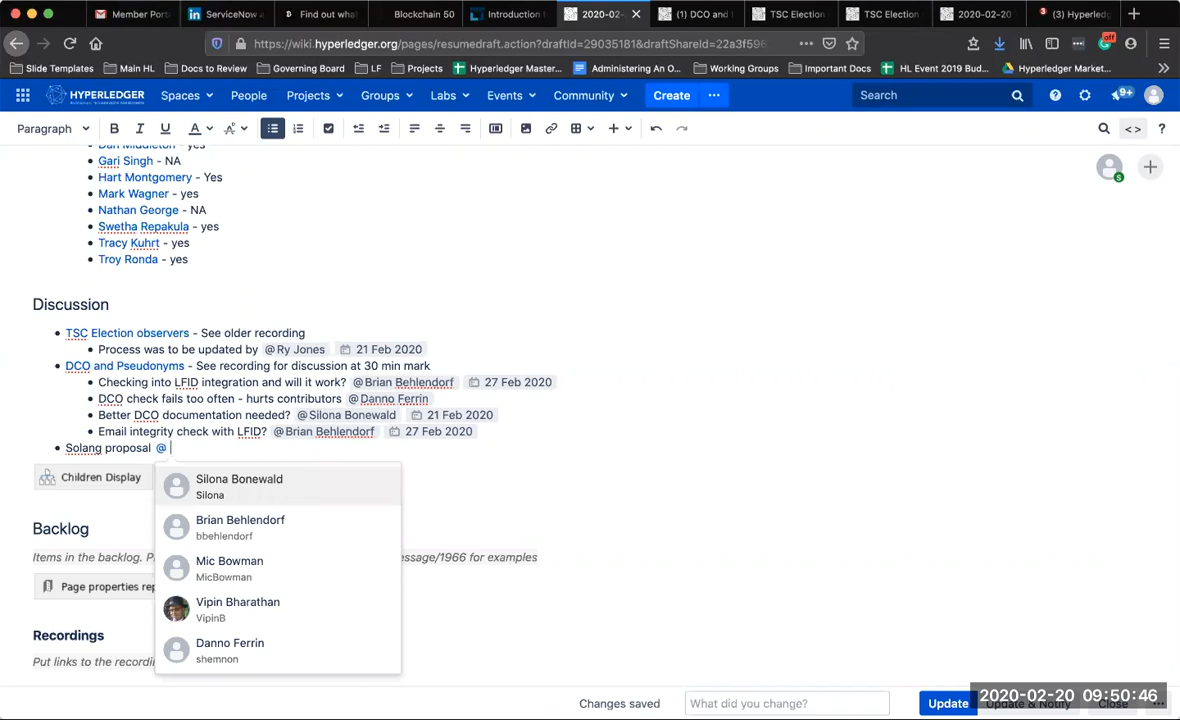 Member Port
ServiceNow a
Find out what
Blockchain 50
Introduction
2020-02-
(1) DCO and
TSC Election
TSC Election
2020-02-20
(3) Hyperledg
https://wiki.hyperledger.org/pages/resumedraft.action?draftId=29035181&draftShareId=22a3f596
off
Slide Templates
Main HL
Docs to Review
Governing Board
LF
Projects
Hyperledger Master...
Administering An O...
Working Groups
Important Docs
HL Event 2019 Bud...
Hyperledger Market...
HYPERLEDGER
Spaces
People
Projects
Groups
Labs
Events
Community
Create
Search
9+
Paragraph
B I U A
Dan Middleton - yes
Gari Singh - NA
Hart Montgomery - Yes
Mark Wagner - yes
Nathan George - NA
Swetha Repakula - yes
Tracy Kuhrt - yes
Troy Ronda - yes
Discussion
TSC Election observers - See older recording
Process was to be updated by @Ry Jones 21 Feb 2020
DCO and Pseudonyms - See recording for discussion at 30 min mark
Checking into LFID integration and will it work? @Brian Behlendorf 27 Feb 2020
DCO check fails too often - hurts contributors @Danno Ferrin
Better DCO documentation needed? @Silona Bonewald 21 Feb 2020
Email integrity check with LFID? @Brian Behlendorf 27 Feb 2020
Solang proposal @
Children Display
Silona Bonewald
Silona
Brian Behlendorf
bbehlendorf
Mic Bowman
MicBowman
Vipin Bharathan
VipinB
Danno Ferrin
shemnon
Backlog
Items in the backlog. P
essage/1966 for examples
Page properties rep
Recordings
Put links to the recordin
Changes saved
What did you change?
Update
Update & Notify
Close
2020-02-20 09:50:46